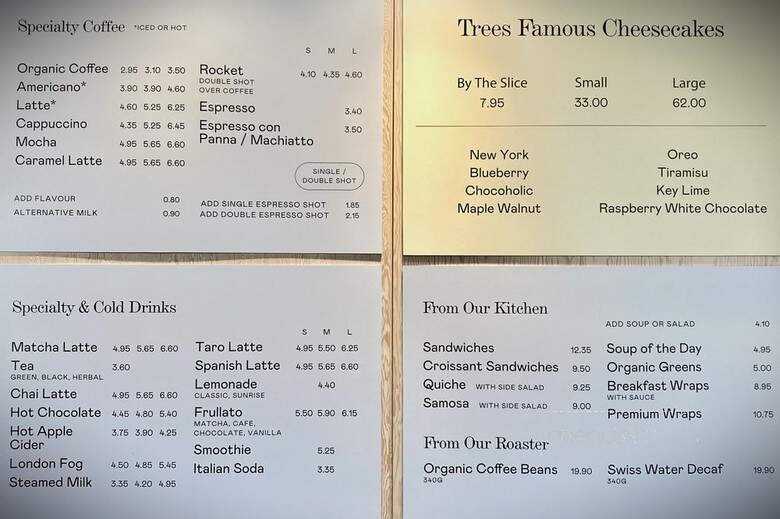 Specialty Coffee *ICED OR HOT
S M L
Organic Coffee 2.95 3.10 3.50
Americano* 3.90 3.90 4.60
Latte* 4.60 5.25 6.25
Cappuccino 4.35 5.25 6.45
Mocha 4.95 5.65 6.60
Caramel Latte 4.95 5.65 6.60
Rocket 4.10 4.35 4.60
DOUBLE SHOT
OVER COFFEE
Espresso 3.40
Espresso con 3.50
Panna / Machiatto
SINGLE /
DOUBLE SHOT
ADD FLAVOUR 0.80
ALTERNATIVE MILK 0.90
ADD SINGLE ESPRESSO SHOT 1.85
ADD DOUBLE ESPRESSO SHOT 2.15
Trees Famous Cheesecakes
By The Slice Small Large
7.95 33.00 62.00
New York Oreo
Blueberry Tiramisu
Chocoholic Key Lime
Maple Walnut Raspberry White Chocolate
Specialty & Cold Drinks
S M L
Matcha Latte 4.95 5.65 6.60
Tea 3.60
GREEN, BLACK, HERBAL
Chai Latte 4.95 5.65 6.60
Hot Chocolate 4.45 4.80 5.40
Hot Apple 3.75 3.90 4.25
Cider
London Fog 4.50 4.85 5.45
Steamed Milk 3.35 4.20 4.95
Taro Latte 4.95 5.50 6.25
Spanish Latte 4.95 5.65 6.60
Lemonade 4.40
CLASSIC, SUNRISE
Frullato 5.50 5.90 6.15
MATCHA, CAFE,
CHOCOLATE, VANILLA
Smoothie 5.25
Italian Soda 3.35
From Our Kitchen
ADD SOUP OR SALAD 4.10
Sandwiches 12.35
Croissant Sandwiches 9.50
Quiche WITH SIDE SALAD 9.25
Samosa WITH SIDE SALAD 9.00
Soup of the Day 4.95
Organic Greens 5.00
Breakfast Wraps 8.95
WITH SAUCE
Premium Wraps 10.75
From Our Roaster
Organic Coffee Beans 19.90
340G
Swiss Water Decaf 19.90
340G